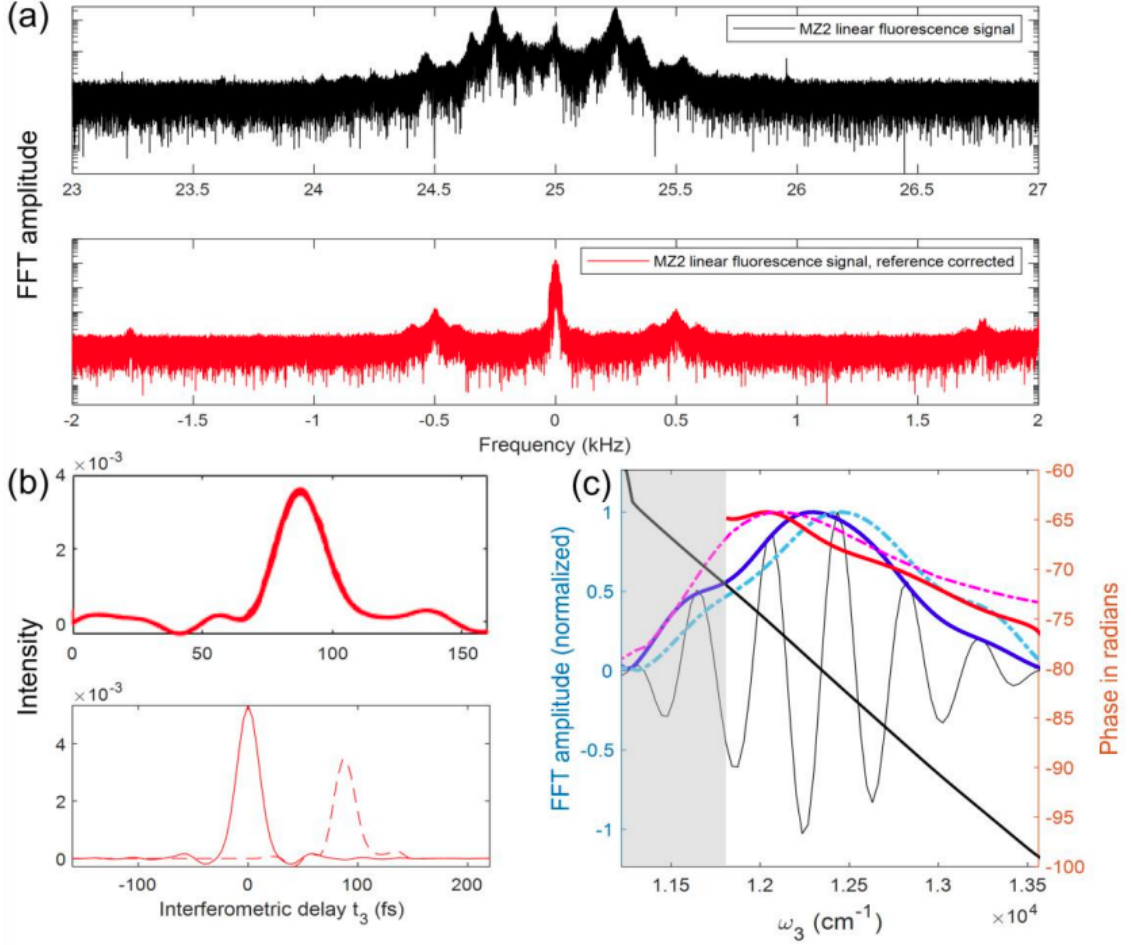 (a)
MZ2 linear fluorescence signal
23 23.5 24 24.5 25 25.5 26 26.5 27
FFT amplitude
MZ2 linear fluorescence signal, reference corrected
-2 -1.5 -1 -0.5 0 0.5 1 1.5 2
Frequency (kHz)
(b)
×10⁻³
4
2
0
0 50 100 150
Intensity
×10⁻³
4
2
0
-100 0 100 200
Interferometric delay t₃ (fs)
(c)
FFT amplitude (normalized)
1
0.5
0
-0.5
-1
-60
-65
-70
-75
-80
-85
-90
-95
-100
Phase in radians
1.15 1.2 1.25 1.3 1.35
×10⁴
ω₃ (cm⁻¹)